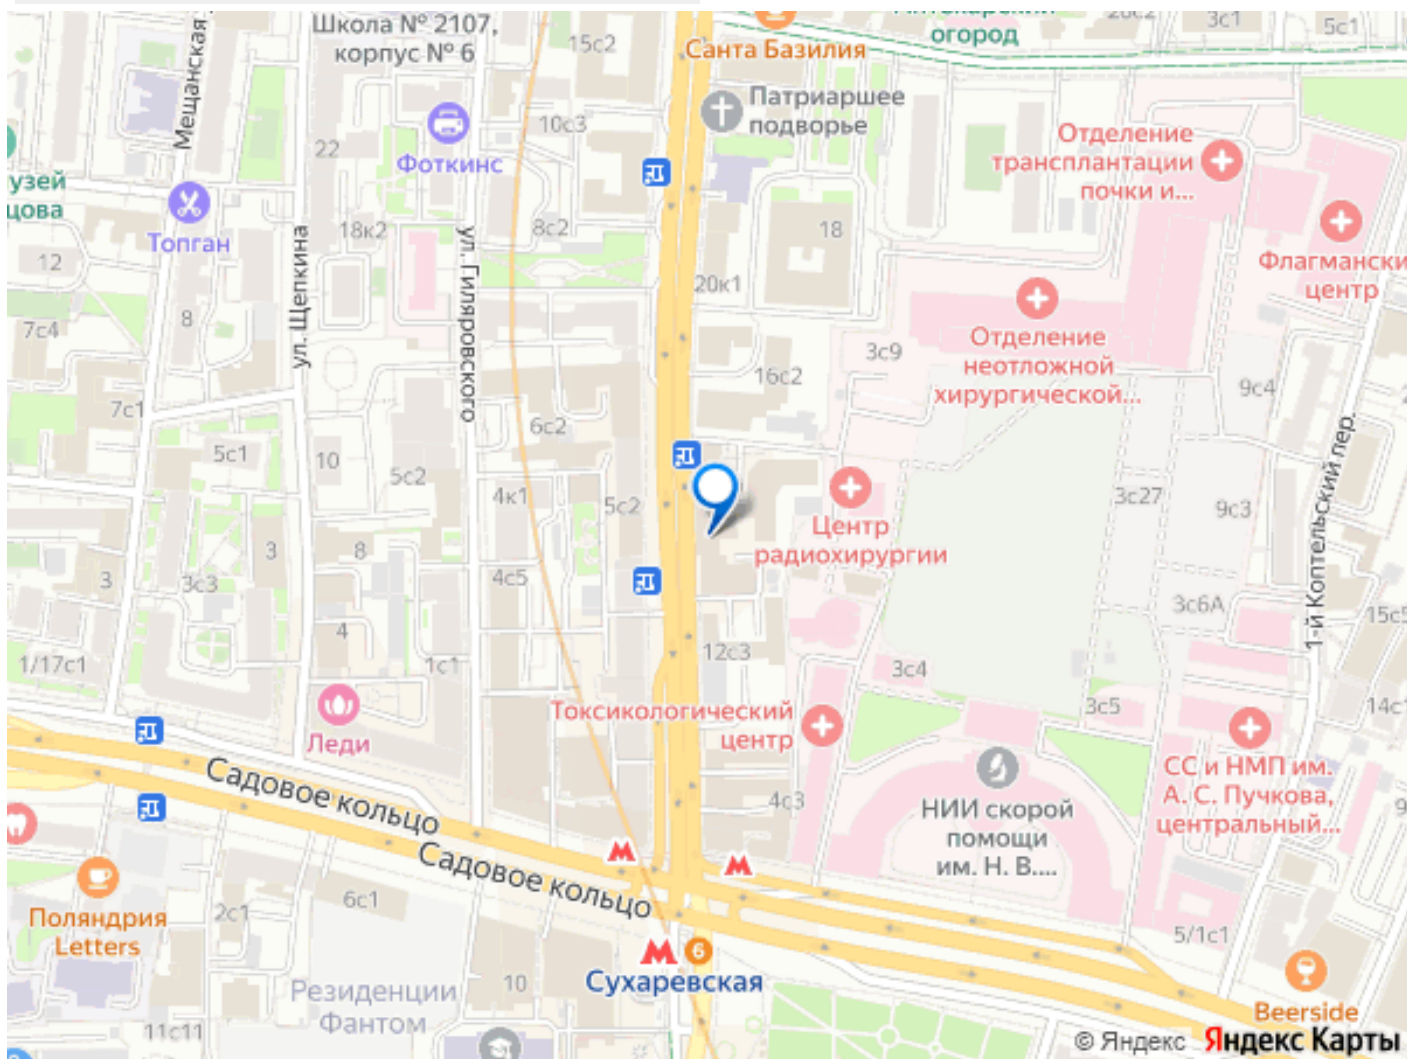 Школа № 2107,
корпус № 6
15с2
Санта Базилия
огород
3с1
5с1
Мещанская
Патриаршее
подворье
Фоткинс
10с3
22
Отделение
трансплантации
почки и...
узей
цова
Топган
18к2
8с2
18
12
20к1
Флагмански
центр
ул. Щепкина
ул. Гиляровского
7с4
8
Отделение
неотложной
хирургической...
3с9
16с2
9с4
7с1
6с2
5с1
10
5с2
4к1
5с2
3с27
9с3
1-й Коптельский пер.
Центр
радиохирургии
3
8
3
3с3
4с5
3с6А
15с5
4
1/17с1
1с1
12с3
3с4
3с5
14с1
Леди
Токсикологический
центр
СС и НМП им.
А. С. Пучкова,
центральный...
Садовое кольцо
4с3
НИИ скорой
помощи
им. Н. В....
9
Садовое кольцо
Поляндрия
Letters
2с1
6с1
5/1с1
6
Сухаревская
Резиденции
Фантом
10
Beerside
11с11
© Яндекс Яндекс Карты